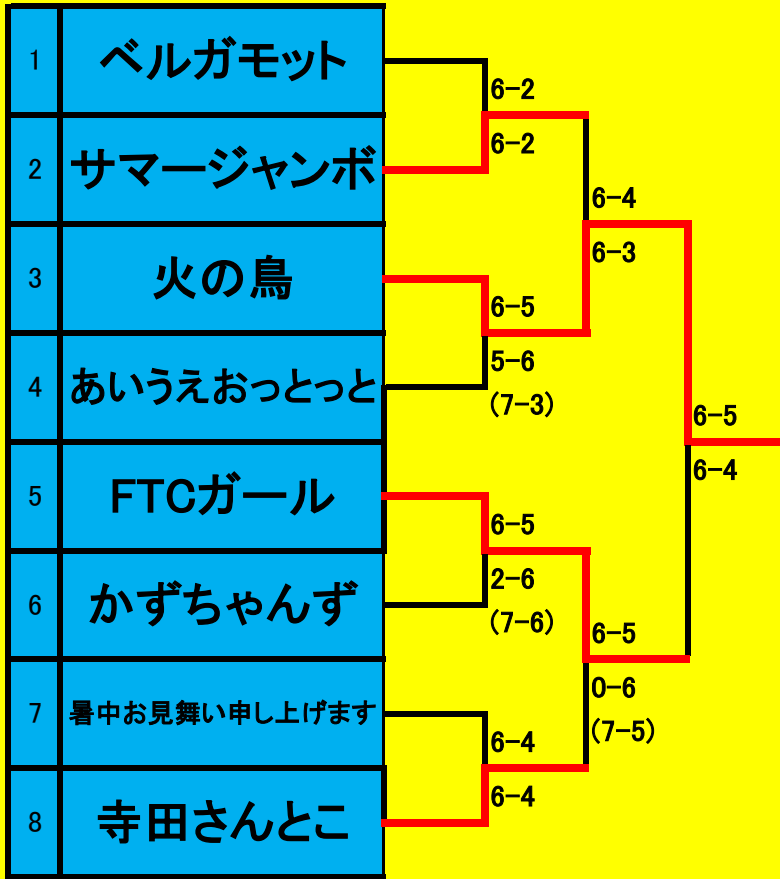 1 ベルガモット
2 サマージャンボ
3 火の鳥
4 あいうえおっとっと
5 FTCガール
6 かずちゃんず
7 暑中お見舞い申し上げます
8 寺田さんとこ
6-2
6-2
6-5
5-6
(7-3)
6-5
2-6
(7-6)
6-4
6-4
6-4
6-3
6-5
0-6
(7-5)
6-5
6-4